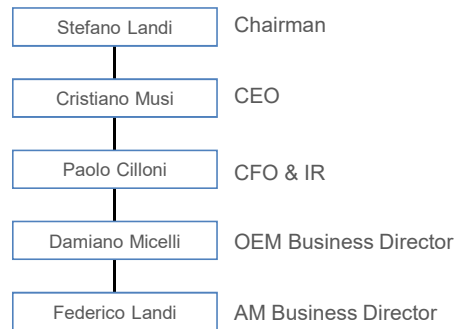 Stefano Landi Chairman
Cristiano Musi CEO
Paolo Cilloni CFO & IR
Damiano Micelli OEM Business Director
Federico Landi AM Business Director